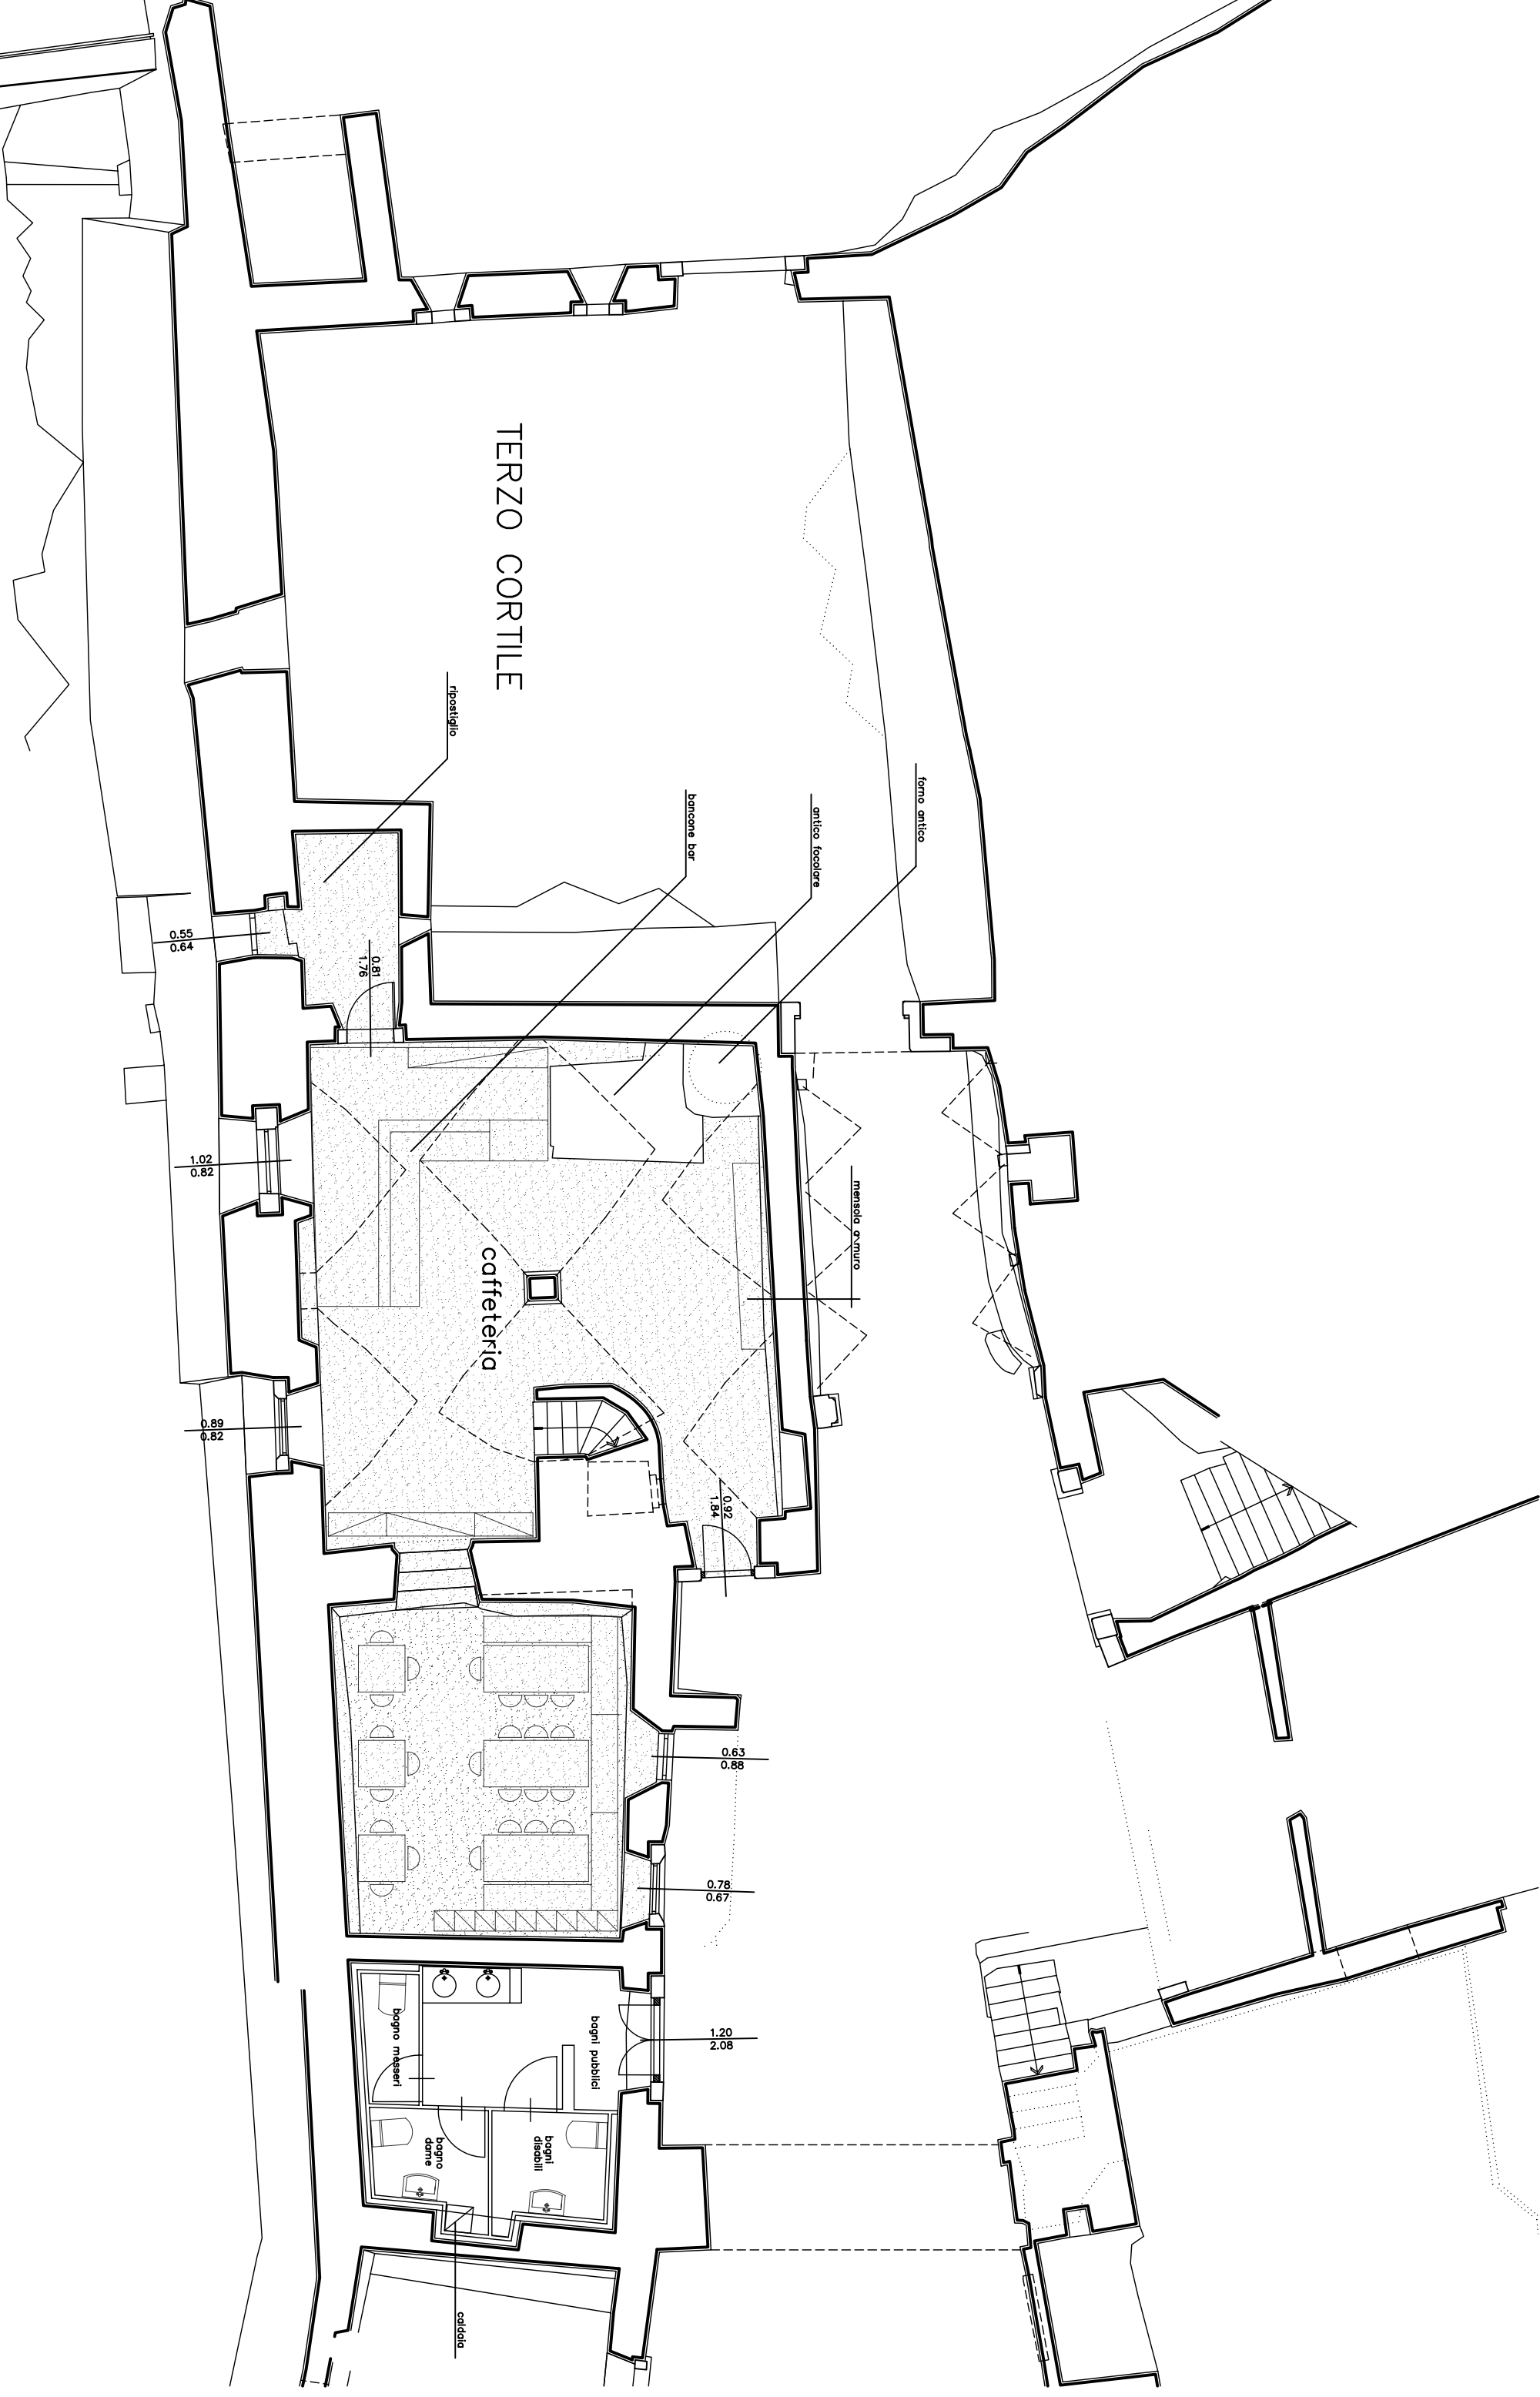 TERZO CORTILE
ripostiglio
bancone bar
antico focolare
forno antico
0.55
0.64
0.81
1.76
1.02
0.82
mensola a muro
caffeteria
0.89
0.82
0.92
1.84
0.63
0.88
0.78
0.67
1.20
2.08
bagni pubblici
bagno messeri
bagno
dame
bagni
disabili
caldaia